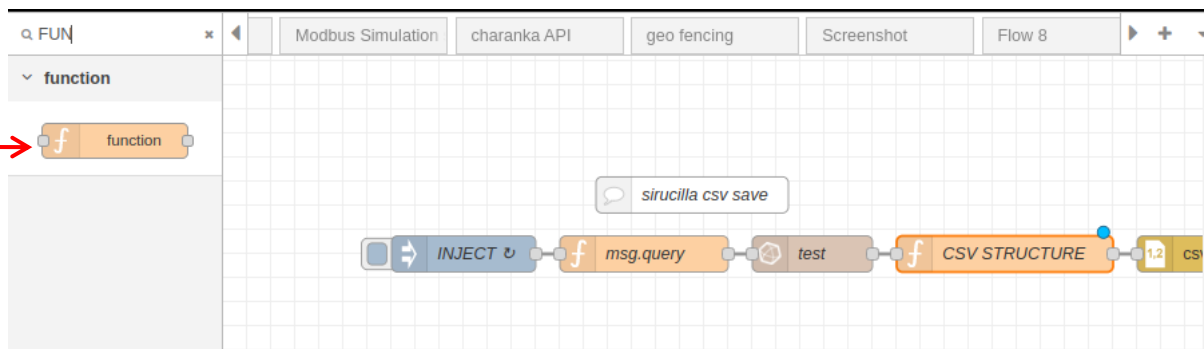 FUN
Modbus Simulation
charanka API
geo fencing
Screenshot
Flow 8
function
function
sirucilla csv save
INJECT ↻
msg.query
test
CSV STRUCTURE
1,2
csv